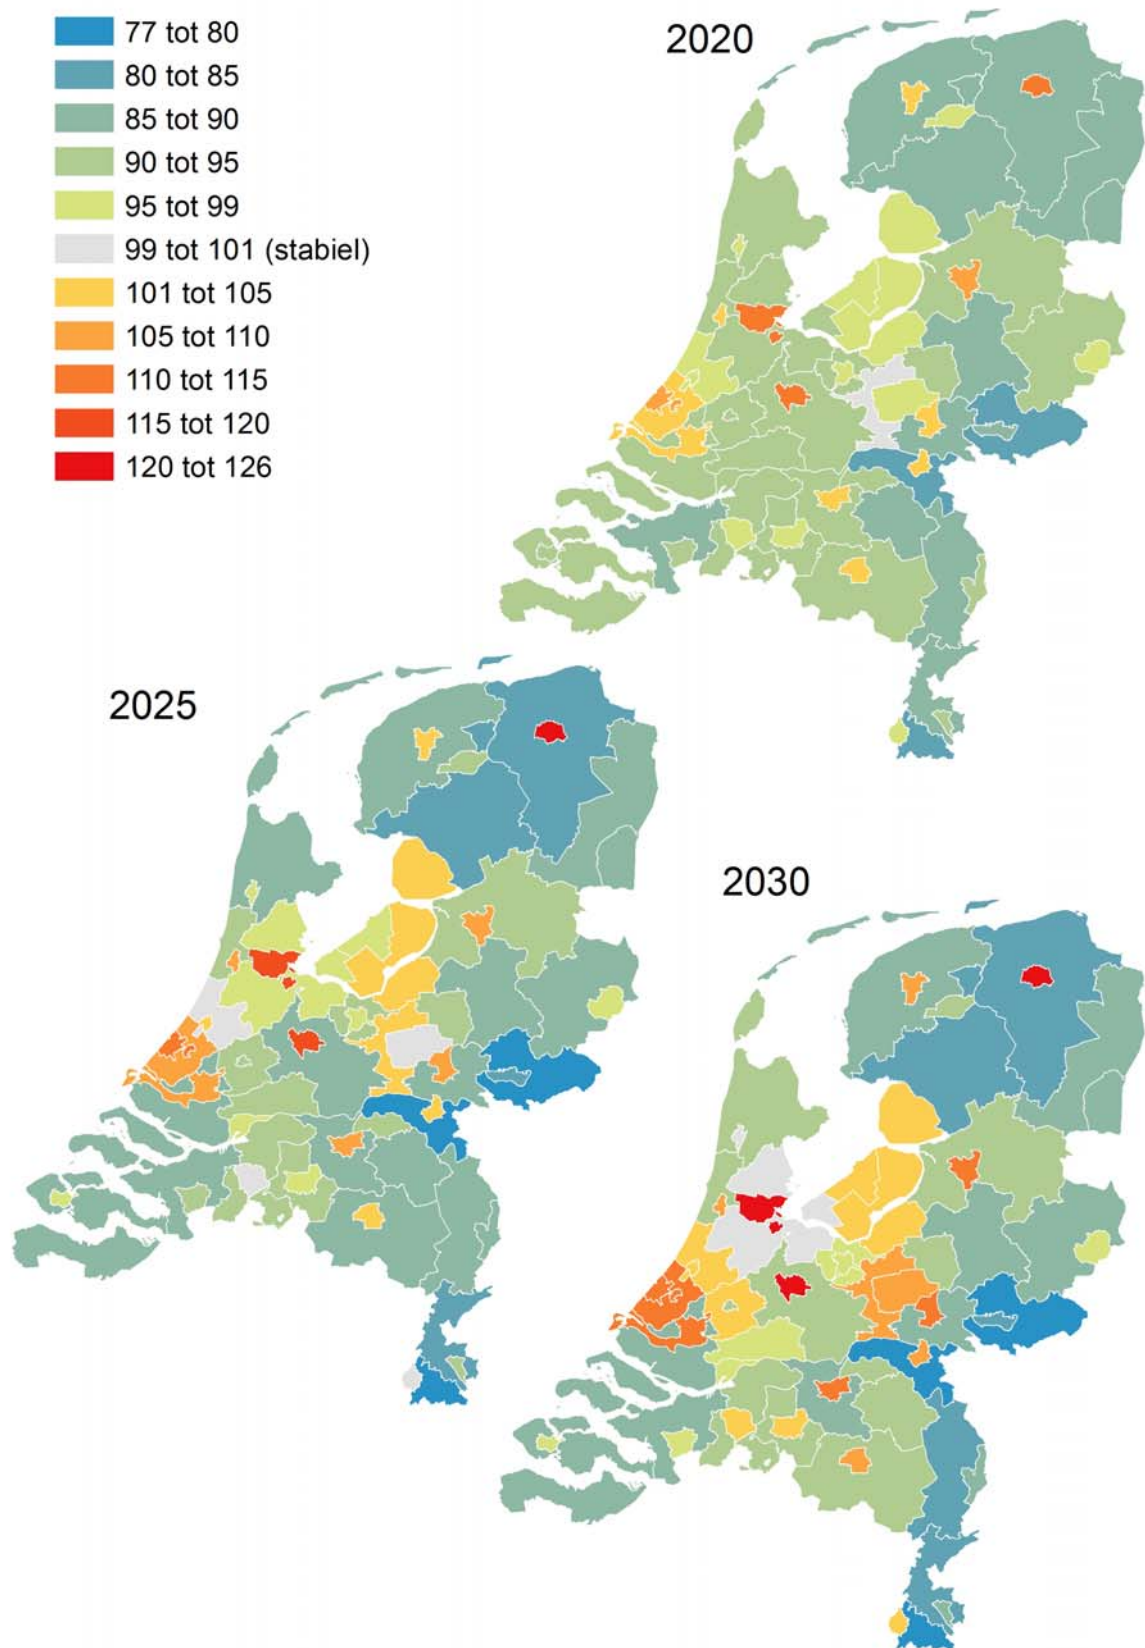 77 tot 80
80 tot 85
85 tot 90
90 tot 95
95 tot 99
99 tot 101 (stabiel)
101 tot 105
105 tot 110
110 tot 115
115 tot 120
120 tot 126
2020
2025
2030